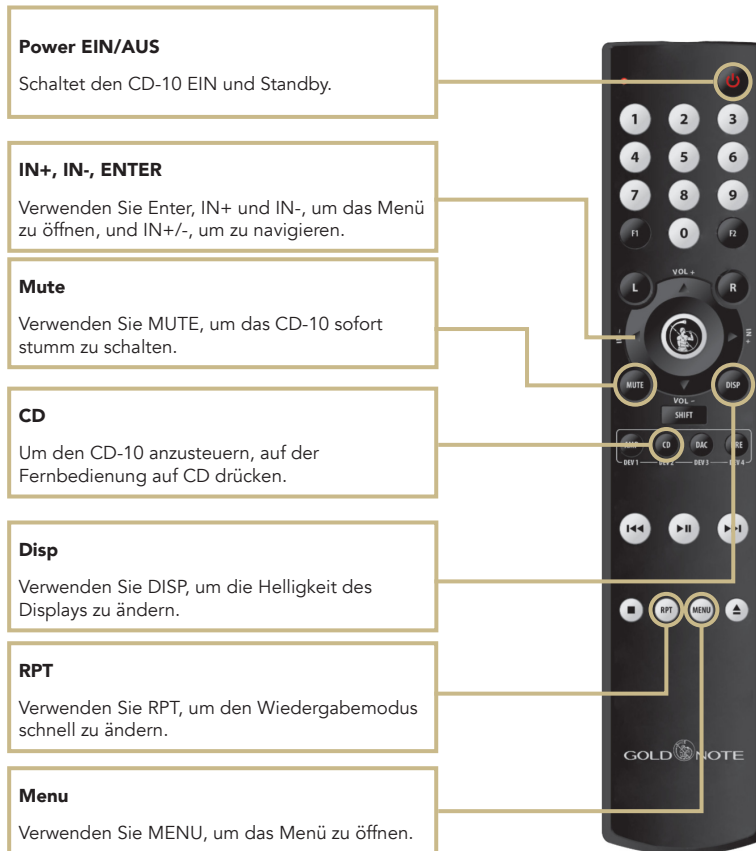 Power EIN/AUS
Schaltet den CD-10 EIN und Standby.
IN+, IN-, ENTER
Verwenden Sie Enter, IN+ und IN-, um das Menü
zu öffnen, und IN+/-, um zu navigieren.
Mute
Verwenden Sie MUTE, um das CD-10 sofort
stumm zu schalten.
CD
Um den CD-10 anzusteuern, auf der
Fernbedienung auf CD drücken.
Disp
Verwenden Sie DISP, um die Helligkeit des
Displays zu ändern.
RPT
Verwenden Sie RPT, um den Wiedergabemodus
schnell zu ändern.
Menu
Verwenden Sie MENU, um das Menü zu öffnen.
1 2 3
4 5 6
7 8 9
F1 0 F2
VOL +
L R
IN +
MUTE DISP
VOL -
SHIFT
CD DAC
DEV 1 DEV 2 DEV 3 DEV 4
RPT MENU
GOLD NOTE